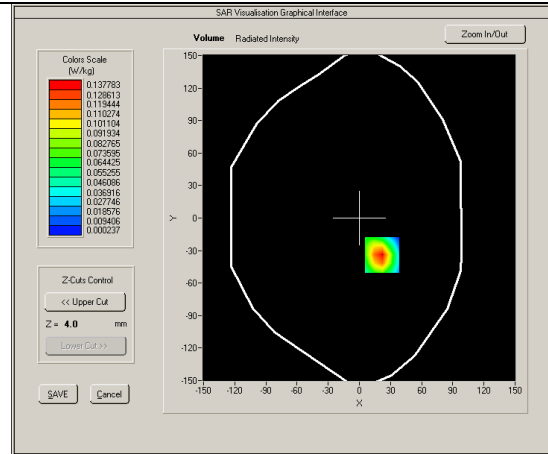 SAR Visualisation Graphical Interface
Volume Radiated Intensity
Zoom In/Out
Colors Scale
(W/kg)
0.137783
0.128613
0.119444
0.110274
0.101104
0.091934
0.082765
0.073595
0.064425
0.055255
0.046086
0.036916
0.027746
0.018576
0.009406
0.000237
Z-Cuts Control
<< Upper Cut
Z = 4.0 mm
Lower Cut >>
SAVE Cancel
150
120
90
60
30
0
-30
-60
-90
-120
-150
Y
-150 -120 -90 -60 -30 0 30 60 90 120 150
X